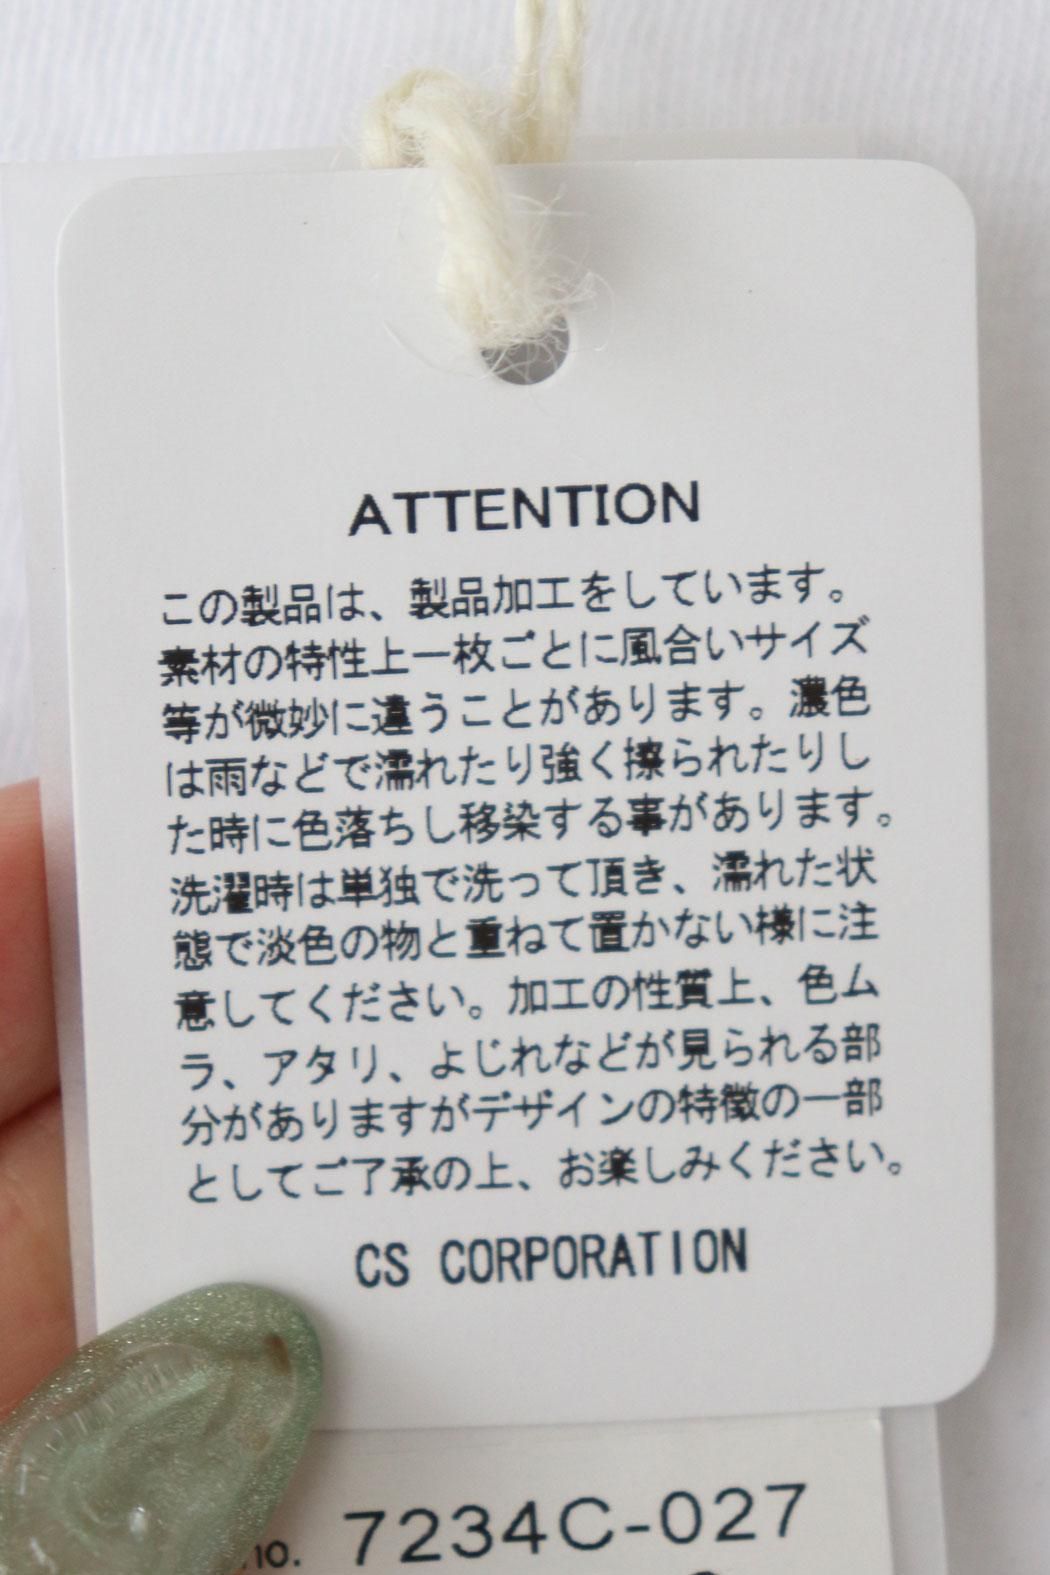 ATTENTION
この製品は、製品加工をしています。
素材の特性上一枚ごとに風合いサイズ
等が微妙に違うことがあります。濃色
は雨などで濡れたり強く擦られたりし
た時に色落ちし移染する事があります。
洗濯時は単独で洗って頂き、濡れた状
態で淡色の物と重ねて置かない様に注
意してください。加工の性質上、色ム
ラ、アタリ、よじれなどが見られる部
分がありますがデザインの特徴の一部
としてご了承の上、お楽しみください。
CS CORPORATION
no. 7234C-027